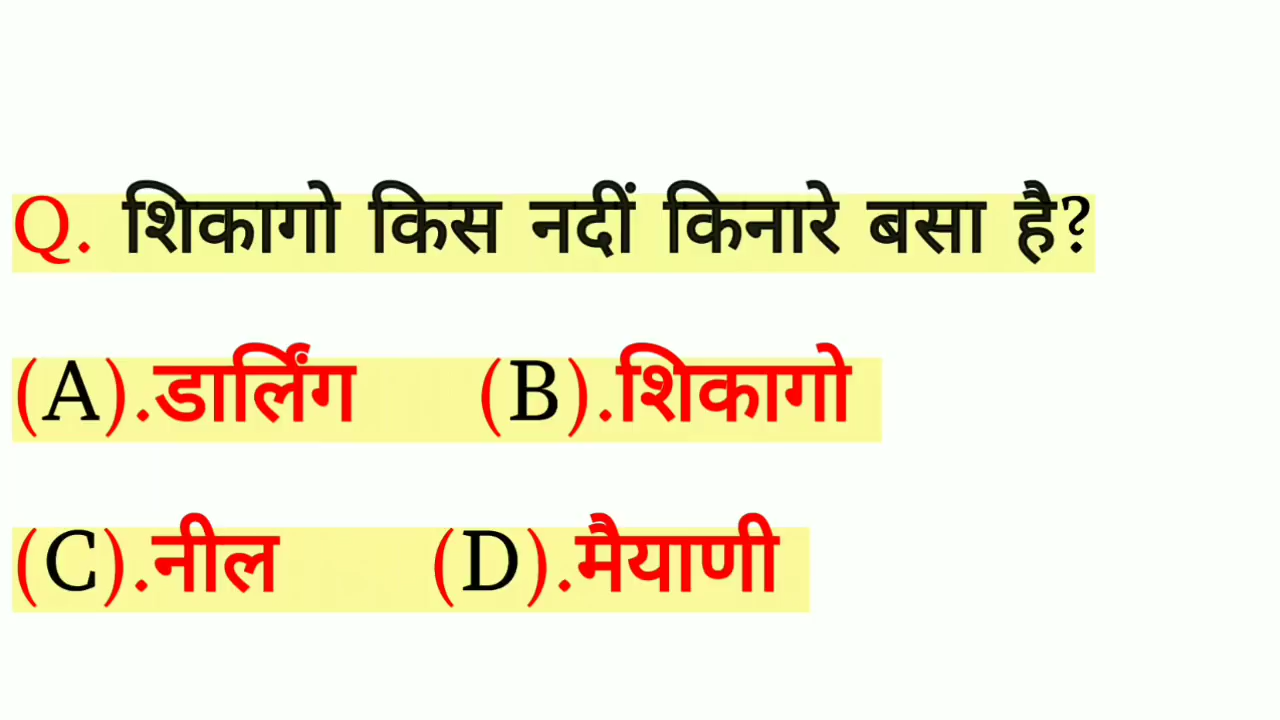 Q. शिकागो किस नदीं किनारे बसा है?
(A).डार्लिंग (B).शिकागो
(C).नील (D).मैयाणी